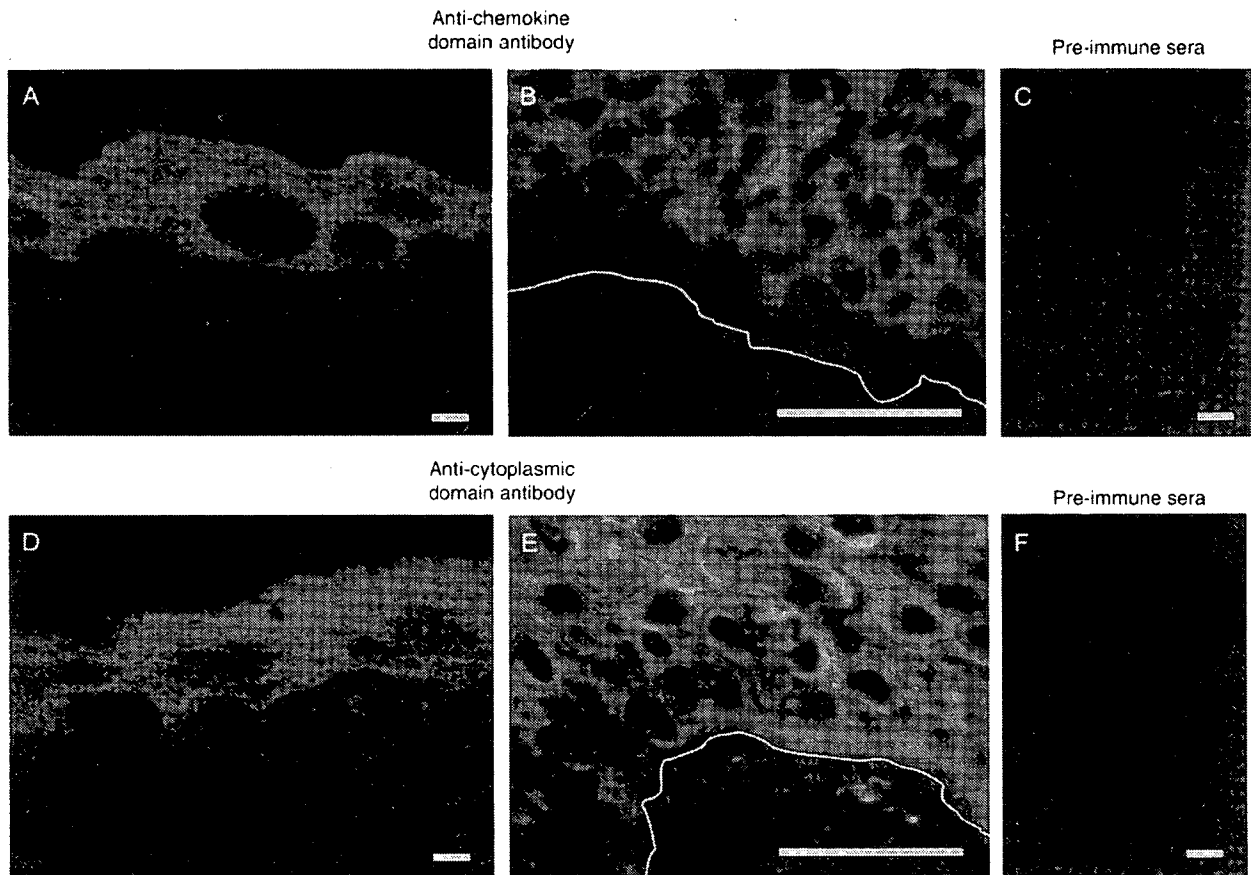 Anti-chemokine
domain antibody
Pre-immune sera
A
B
C
Anti-cytoplasmic
domain antibody
Pre-immune sera
D
E
F